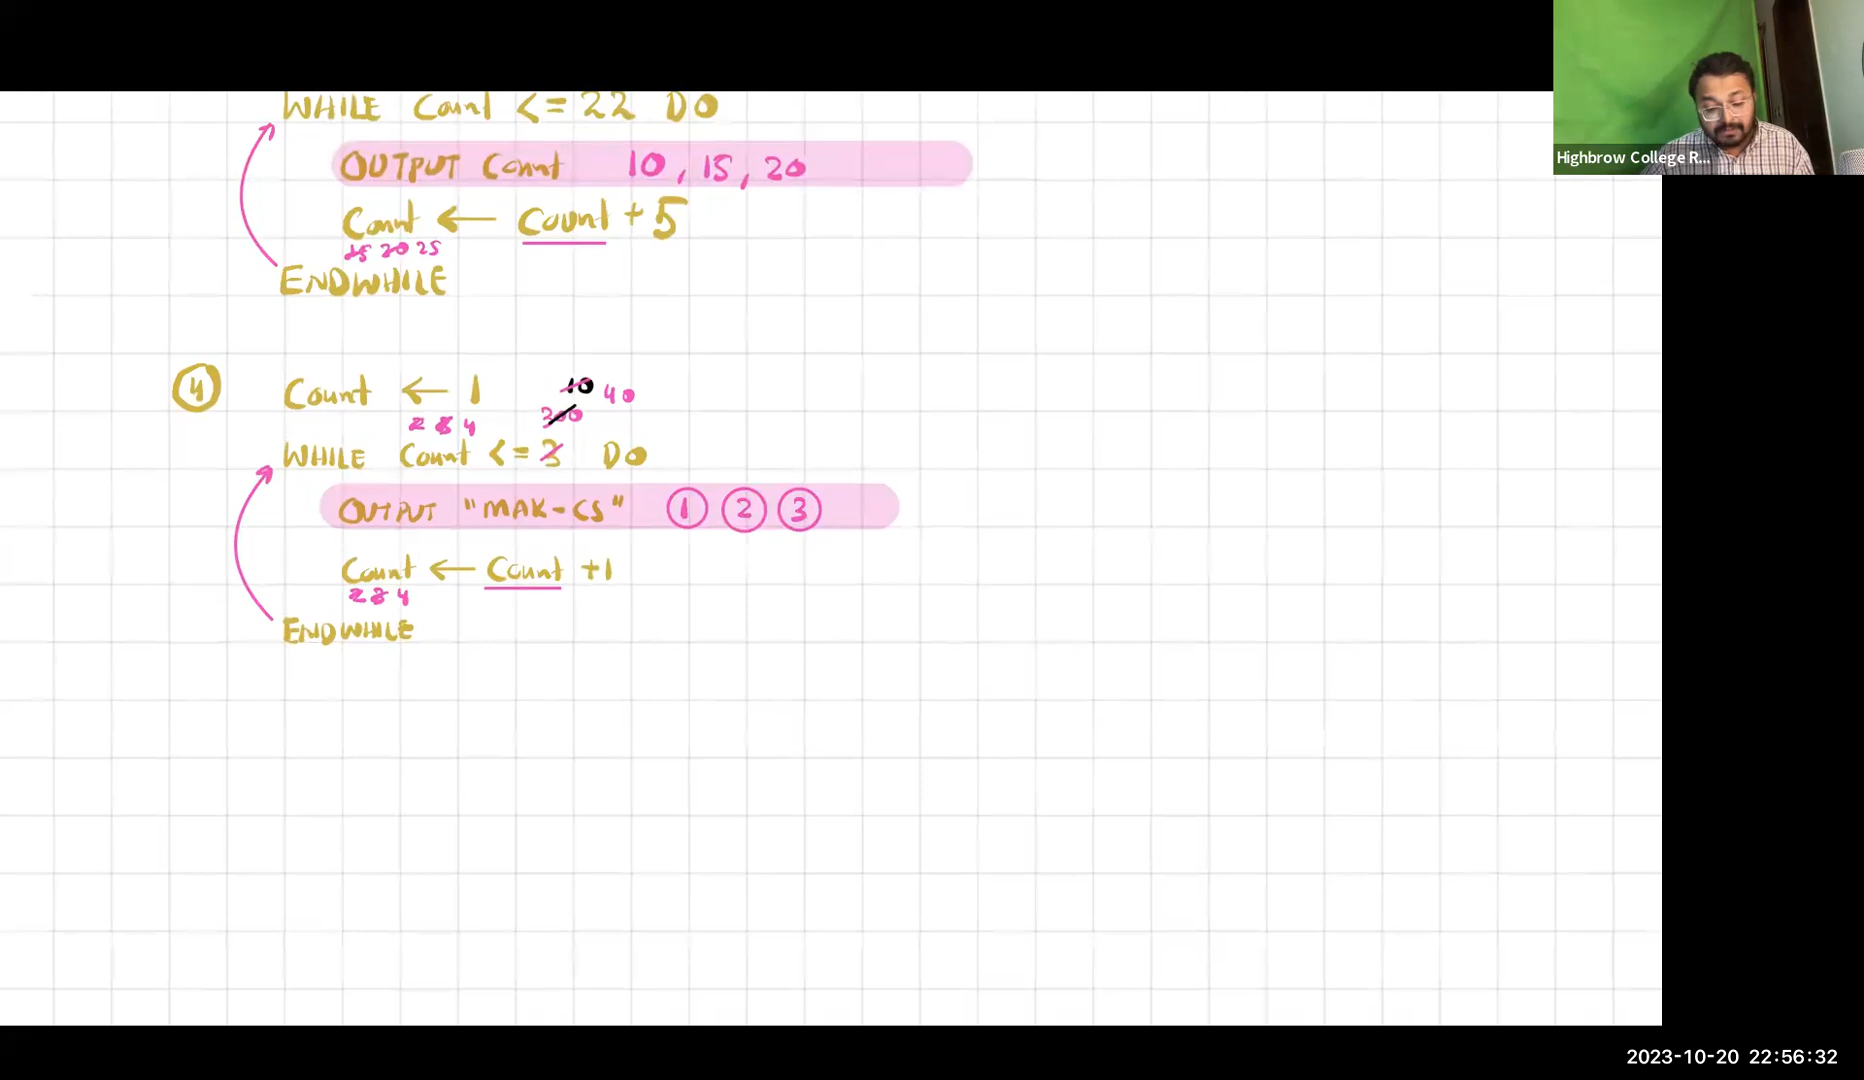 WHILE Count <= 22 DO
OUTPUT Count 10, 15, 20
Count ← Count + 5
15 20 25
ENDWHILE
4 Count ← 1 10 40
2 3 4 300
WHILE Count <= 3 DO
OUTPUT "MAK-CS" 1 2 3
Count ← Count +1
2 3 4
ENDWHILE
Highbrow College R...
2023-10-20 22:56:32